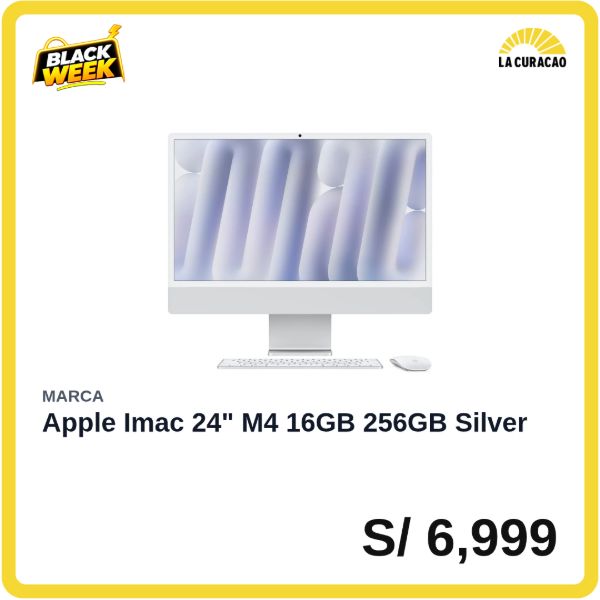 BLACK
WEEK
LA CURACAO
MARCA
Apple Imac 24" M4 16GB 256GB Silver
S/ 6,999